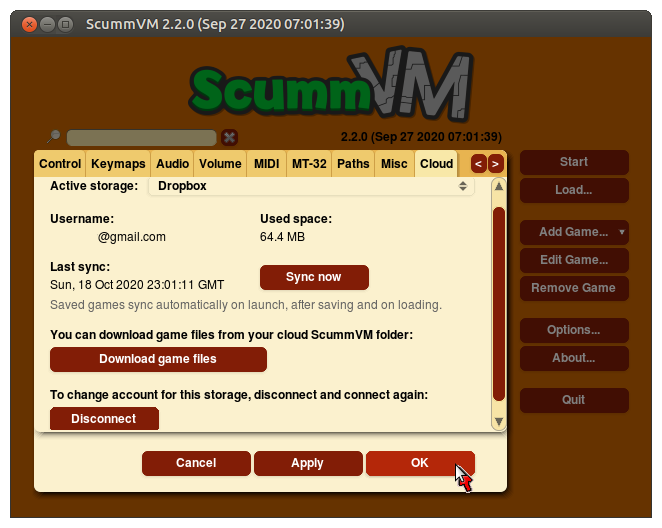 ScummVM 2.2.0 (Sep 27 2020 07:01:39)
ScummVM
2.2.0 (Sep 27 2020 07:01:39)
Control Keymaps Audio Volume MIDI MT-32 Paths Misc Cloud < >
Active storage: Dropbox
Username: Used space:
@gmail.com 64.4 MB
Last sync:
Sun, 18 Oct 2020 23:01:11 GMT
Sync now
Saved games sync automatically on launch, after saving and on loading.
You can download game files from your cloud ScummVM folder:
Download game files
To change account for this storage, disconnect and connect again:
Disconnect
Cancel Apply OK
Start
Load...
Add Game...
Edit Game...
Remove Game
Options...
About...
Quit